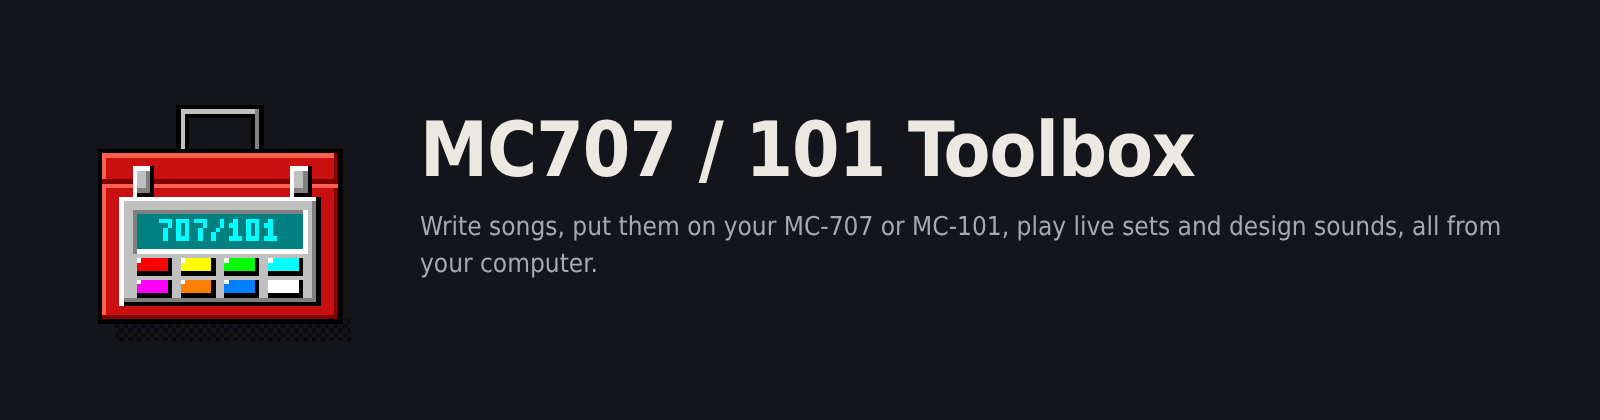 MC707 / 101 Toolbox
707/101
Write songs, put them on your MC-707 or MC-101, play live sets and design sounds, all from
your computer.